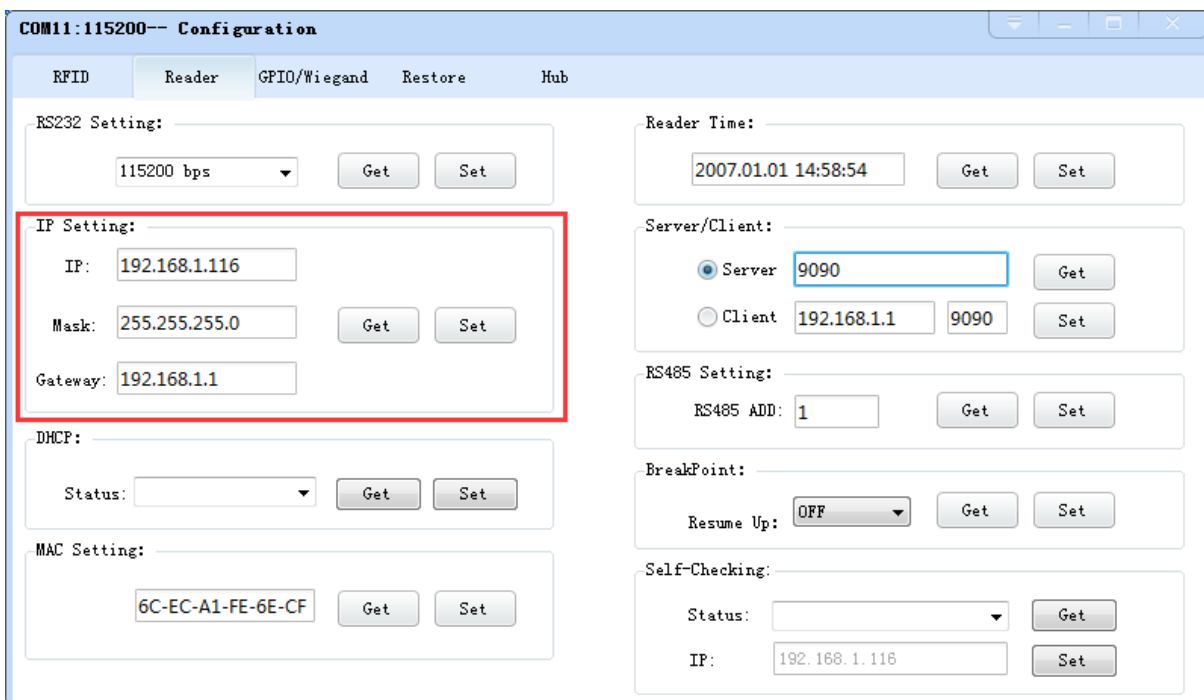 COM11:115200-- Configuration
RFID Reader GPIO/Wiegand Restore Hub
RS232 Setting:
115200 bps Get Set
IP Setting:
IP: 192.168.1.116
Mask: 255.255.255.0 Get Set
Gateway: 192.168.1.1
DHCP:
Status: Get Set
MAC Setting:
6C-EC-A1-FE-6E-CF Get Set
Reader Time:
2007.01.01 14:58:54 Get Set
Server/Client:
Server 9090 Get
Client 192.168.1.1 9090 Set
RS485 Setting:
RS485 ADD: 1 Get Set
BreakPoint:
Resume Up: OFF Get Set
Self-Checking:
Status: Get
IP: 192.168.1.116 Set